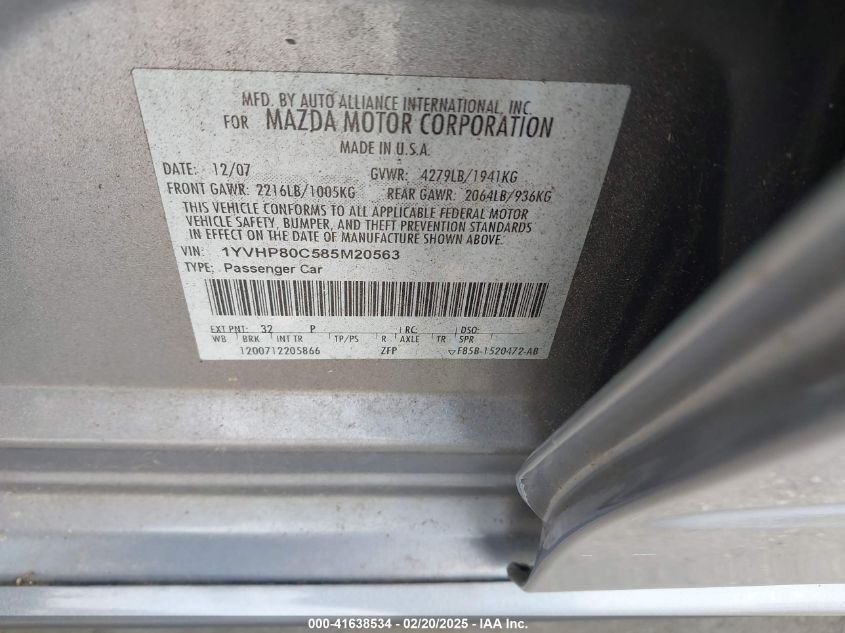 MFD. BY AUTO ALLIANCE INTERNATIONAL, INC.
FOR MAZDA MOTOR CORPORATION
MADE IN U.S.A.
DATE: 12/07 GVWR: 4279LB/1941KG
FRONT GAWR: 2216LB/1005KG REAR GAWR: 2064LB/936KG
THIS VEHICLE CONFORMS TO ALL APPLICABLE FEDERAL MOTOR
VEHICLE SAFETY, BUMPER, AND THEFT PREVENTION STANDARDS
IN EFFECT ON THE DATE OF MANUFACTURE SHOWN ABOVE.
VIN: 1YVHP80C585M20563
TYPE: Passenger Car
EXT PNT: 32 P RC: DSO:
WB BRK INT TR TP/PS R AXLE TR SPR
1200712205866 ZFP ▽F85B-1520472-AB
000-41638534 - 02/20/2025 - IAA Inc.